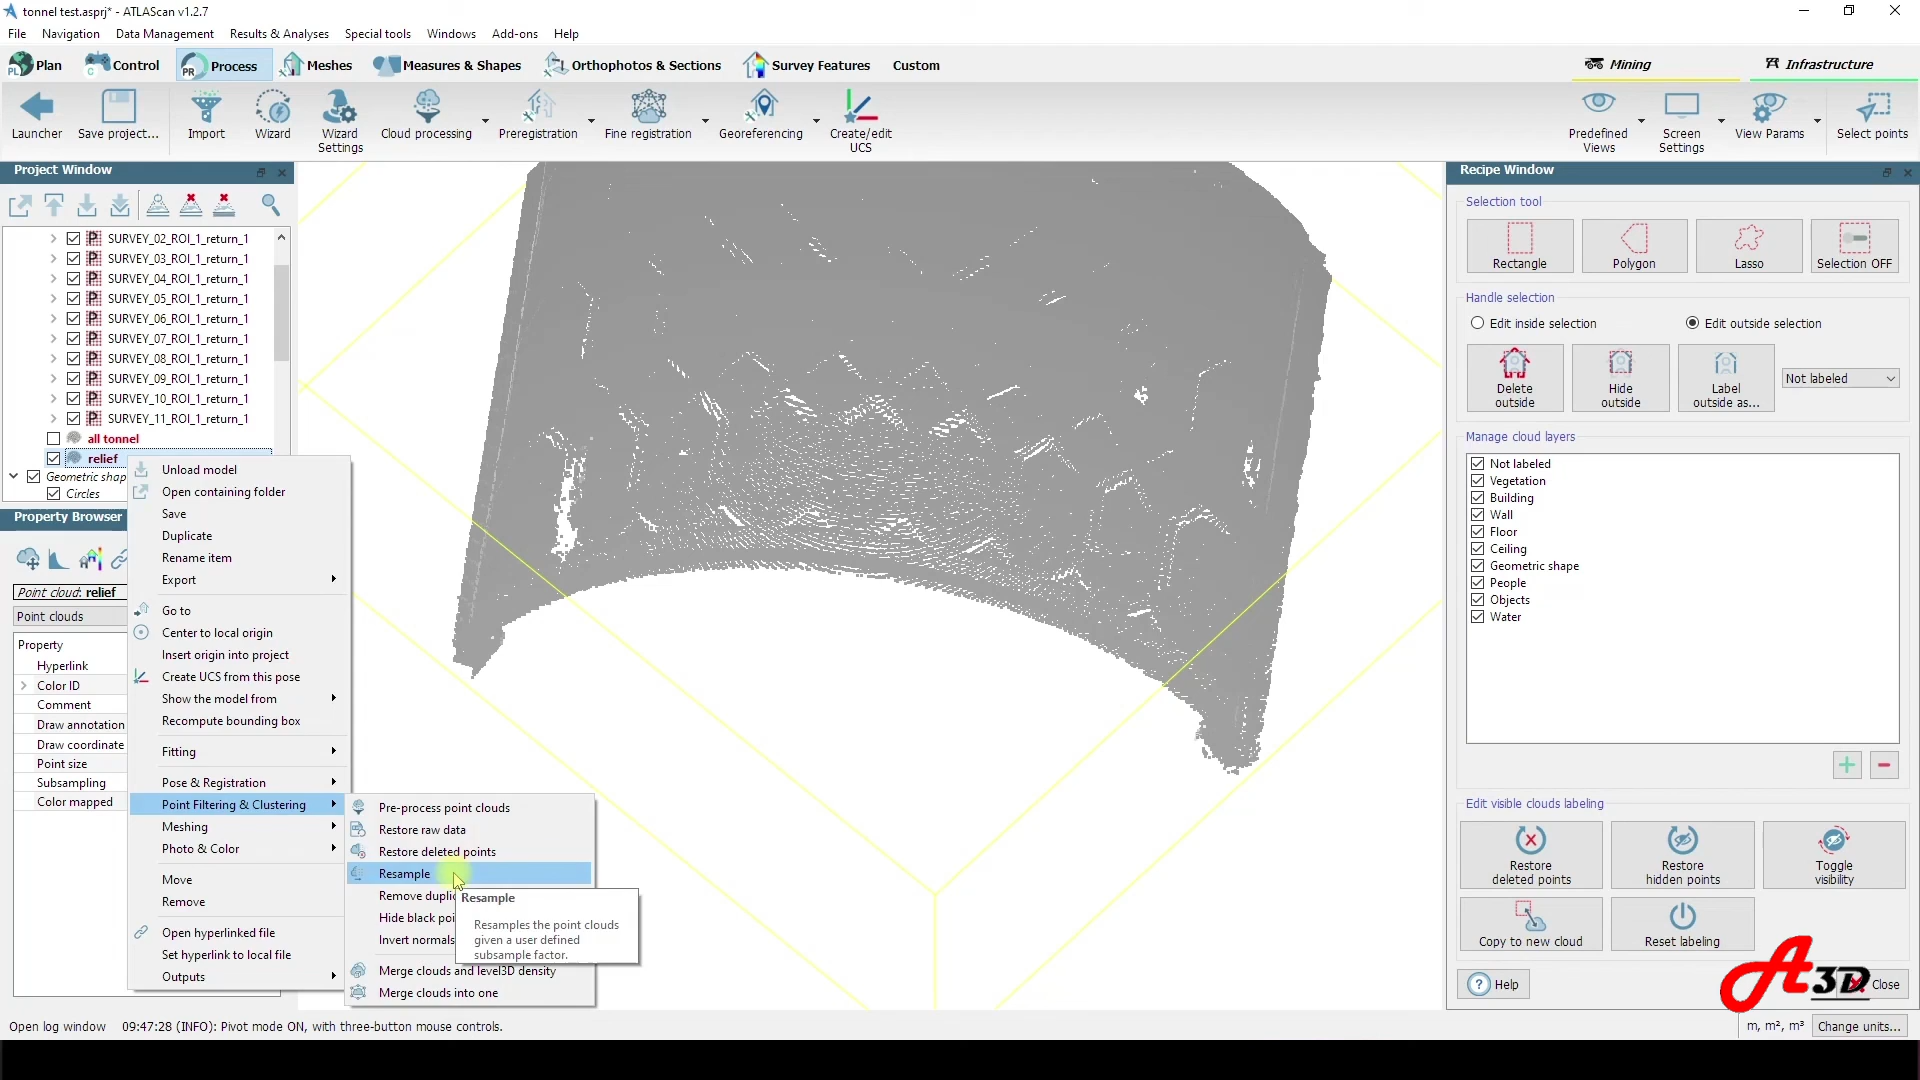 tonnel test.asprj* - ATLAScan v1.2.7
File Navigation Data Management Results & Analyses Special tools Windows Add-ons Help
Plan Control Process Meshes Measures & Shapes Orthophotos & Sections Survey Features Custom Mining Infrastructure
Launcher
Save project...
Import
Wizard
Wizard
Settings
Cloud processing
Preregistration
Fine registration
Georeferencing
Create/edit
UCS
Predefined
Views
Screen
Settings
View Params
Select points
Project Window
SURVEY_02_ROI_1_return_1
SURVEY_03_ROI_1_return_1
SURVEY_04_ROI_1_return_1
SURVEY_05_ROI_1_return_1
SURVEY_06_ROI_1_return_1
SURVEY_07_ROI_1_return_1
SURVEY_08_ROI_1_return_1
SURVEY_09_ROI_1_return_1
SURVEY_10_ROI_1_return_1
SURVEY_11_ROI_1_return_1
all tonnel
relief
Geometric shap
Circles
Property Browser
Point cloud: relief
Point clouds
Property
Hyperlink
Color ID
Comment
Draw annotation
Draw coordinate
Point size
Subsampling
Color mapped
Unload model
Open containing folder
Save
Duplicate
Rename item
Export
Go to
Center to local origin
Insert origin into project
Create UCS from this pose
Show the model from
Recompute bounding box
Fitting
Pose & Registration
Point Filtering & Clustering
Meshing
Photo & Color
Move
Remove
Open hyperlinked file
Set hyperlink to local file
Outputs
Pre-process point clouds
Restore raw data
Restore deleted points
Resample
Remove duplic
Hide black poi
Invert normals
Merge clouds and level3D density
Merge clouds into one
Resample
Resamples the point clouds
given a user defined
subsample factor.
Recipe Window
Selection tool
Rectangle
Polygon
Lasso
Selection OFF
Handle selection
Edit inside selection
Edit outside selection
Delete
outside
Hide
outside
Label
outside as...
Not labeled
Manage cloud layers
Not labeled
Vegetation
Building
Wall
Floor
Ceiling
Geometric shape
People
Objects
Water
Edit visible clouds labeling
Restore
deleted points
Restore
hidden points
Toggle
visibility
Copy to new cloud
Reset labeling
Help
Close
A3D
Open log window 09:47:28 (INFO): Pivot mode ON, with three-button mouse controls.
m, m², m³ Change units...